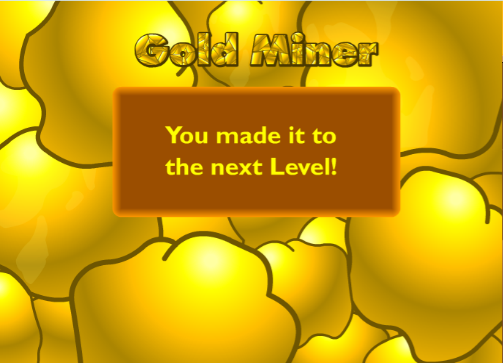 Gold Miner
You made it to
the next Level!